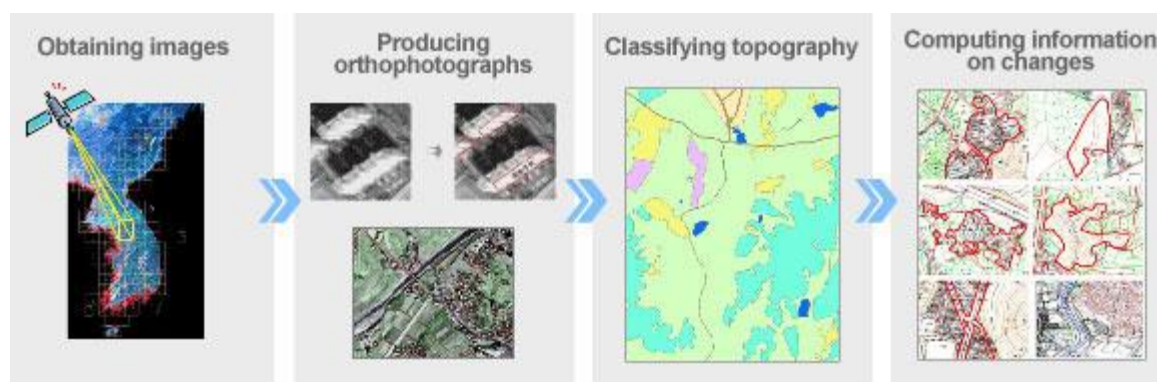 Obtaining images
Producing
orthophotographs
Classifying topography
Computing information
on changes